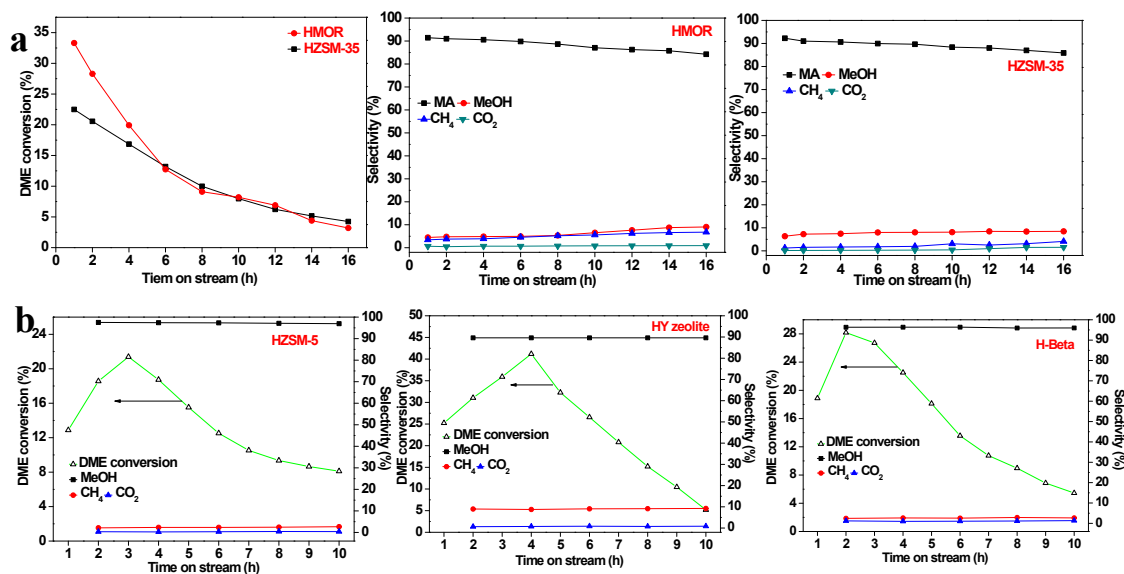 a
DME conversion (%)
35
30
25
20
15
10
5
0
HMOR
HZSM-35
2 4 6 8 10 12 14 16
Tiem on stream (h)
Selectivity (%)
100
90
80
70
60
50
40
30
20
10
0
HMOR
MA MeOH
CH4 CO2
0 2 4 6 8 10 12 14 16
Time on stream (h)
Selectivity (%)
100
90
80
70
60
50
40
30
20
10
0
HZSM-35
MA MeOH
CH4 CO2
0 2 4 6 8 10 12 14 16
Time on stream (h)
b
DME conversion (%)
24
20
16
12
8
4
0
HZSM-5
DME conversion
MeOH
CH4 CO2
100
90
80
70
60
50
40
30
20
10
0
Selectivity (%)
1 2 3 4 5 6 7 8 9 10
Time on stream (h)
DME conversion (%)
50
45
40
35
30
25
20
15
10
5
0
HY zeolite
DME conversion
MeOH
CH4 CO2
100
90
80
70
60
50
40
30
20
10
0
Selectivity (%)
1 2 3 4 5 6 7 8 9 10
Time on stream (h)
DME conversion (%)
28
24
20
16
12
8
4
0
H-Beta
DME conversion
MeOH
CH4 CO2
100
90
80
70
60
50
40
30
20
10
0
Selectivity (%)
1 2 3 4 5 6 7 8 9 10
Time on stream (h)